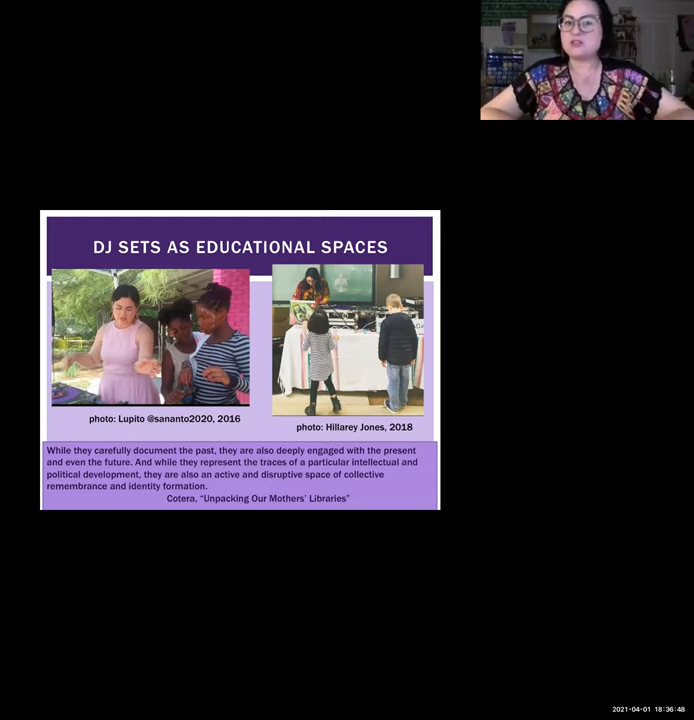 DJ SETS AS EDUCATIONAL SPACES
photo: Lupito @sananto2020, 2016
photo: Hillarey Jones, 2018
While they carefully document the past, they are also deeply engaged with the present
and even the future. And while they represent the traces of a particular intellectual and
political development, they are also an active and disruptive space of collective
remembrance and identity formation.
Cotera, "Unpacking Our Mothers' Libraries"
2021-04-01 18:36:48